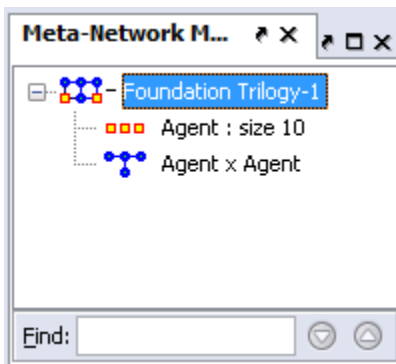 Meta-Network M...
Foundation Trilogy-1
Agent : size 10
Agent x Agent
Find: